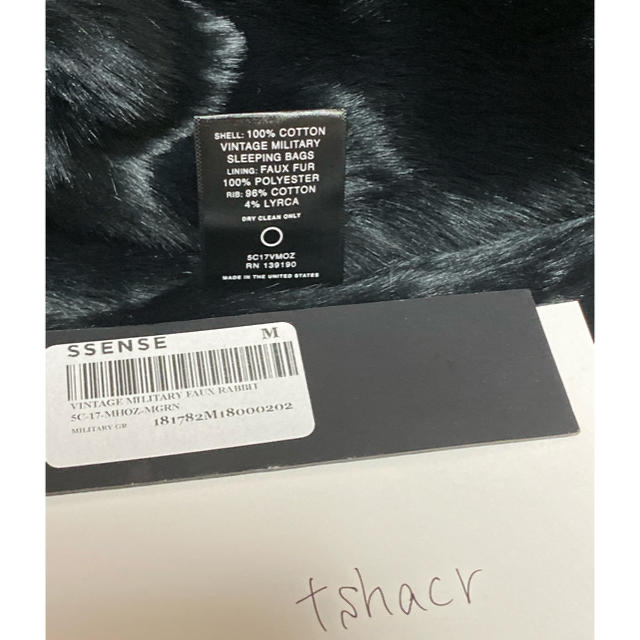 SHELL: 100% COTTON
VINTAGE MILITARY
SLEEPING BAGS
LINING: FAUX FUR
100% POLYESTER
RIB: 96% COTTON
4% LYRCA
DRY CLEAN ONLY
5C17VMOZ
RN 139190
MADE IN THE UNITED STATES
SSENSE M
VINTAGE MILITARY FAUX RABBIT
5C-17-MHOZ-MGRN
MILITARY GR 181782M18000202
tshacr